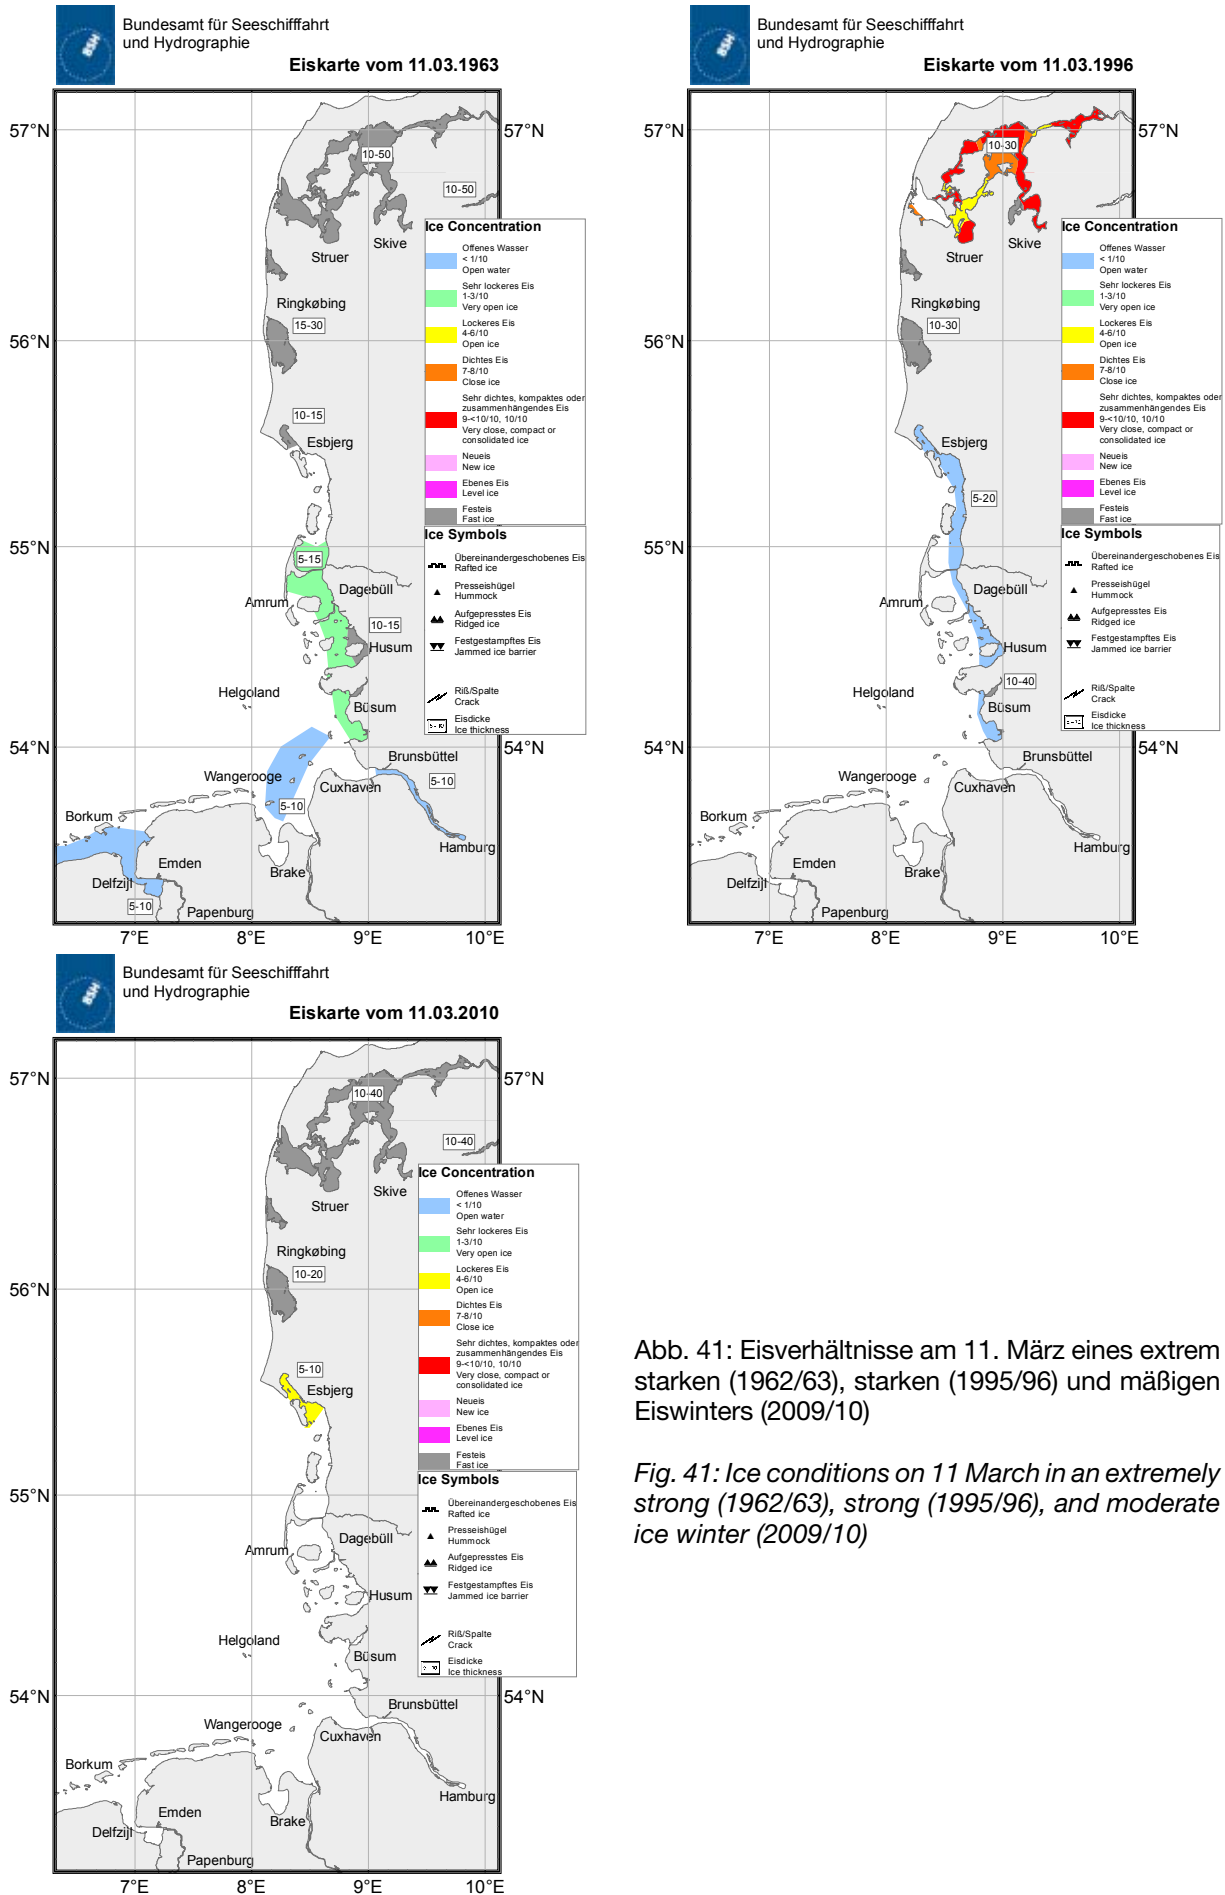 Bundesamt für Seeschifffahrt
und Hydrographie
Eiskarte vom 11.03.1963
57°N
57°N
10-50
10-50
Skive
Struer
Ringkøbing
15-30
56°N
10-15
Esbjerg
55°N
5-15
Dagebüll
Amrum
10-15
Husum
Helgoland
Büsum
54°N
54°N
Brunsbüttel
Wangerooge
Cuxhaven
5-10
5-10
Borkum
Hamburg
Emden
Brake
Delfzijl
5-10
Papenburg
7°E
8°E
9°E
10°E
Ice Concentration
Offenes Wasser
< 1/10
Open water
Sehr lockeres Eis
1-3/10
Very open ice
Lockeres Eis
4-6/10
Open ice
Dichtes Eis
7-8/10
Close ice
Sehr dichtes, kompaktes oder
zusammenhängendes Eis
9-<10/10, 10/10
Very close, compact or
consolidated ice
Neueis
New ice
Ebenes Eis
Level ice
Festeis
Fast ice
Ice Symbols
Übereinandergeschobenes Eis
Rafted ice
Presseishügel
Hummock
Aufgepresstes Eis
Ridged ice
Festgestampftes Eis
Jammed ice barrier
Riß/Spalte
Crack
Eisdicke
Ice thickness
Bundesamt für Seeschifffahrt
und Hydrographie
Eiskarte vom 11.03.1996
57°N
57°N
10-30
Skive
Struer
Ringkøbing
10-30
56°N
Esbjerg
5-20
55°N
Dagebüll
Amrum
Husum
10-40
Helgoland
Büsum
54°N
54°N
Brunsbüttel
Wangerooge
Cuxhaven
Borkum
Hamburg
Emden
Brake
Delfzijl
Papenburg
7°E
8°E
9°E
10°E
Ice Concentration
Offenes Wasser
< 1/10
Open water
Sehr lockeres Eis
1-3/10
Very open ice
Lockeres Eis
4-6/10
Open ice
Dichtes Eis
7-8/10
Close ice
Sehr dichtes, kompaktes oder
zusammenhängendes Eis
9-<10/10, 10/10
Very close, compact or
consolidated ice
Neueis
New ice
Ebenes Eis
Level ice
Festeis
Fast ice
Ice Symbols
Übereinandergeschobenes Eis
Rafted ice
Presseishügel
Hummock
Aufgepresstes Eis
Ridged ice
Festgestampftes Eis
Jammed ice barrier
Riß/Spalte
Crack
Eisdicke
Ice thickness
Bundesamt für Seeschifffahrt
und Hydrographie
Eiskarte vom 11.03.2010
57°N
57°N
10-40
10-40
Skive
Struer
Ringkøbing
10-20
56°N
5-10
Esbjerg
55°N
Dagebüll
Amrum
Husum
Helgoland
Büsum
54°N
54°N
Brunsbüttel
Wangerooge
Cuxhaven
Borkum
Hamburg
Emden
Brake
Delfzijl
Papenburg
7°E
8°E
9°E
10°E
Ice Concentration
Offenes Wasser
< 1/10
Open water
Sehr lockeres Eis
1-3/10
Very open ice
Lockeres Eis
4-6/10
Open ice
Dichtes Eis
7-8/10
Close ice
Sehr dichtes, kompaktes oder
zusammenhängendes Eis
9-<10/10, 10/10
Very close, compact or
consolidated ice
Neueis
New ice
Ebenes Eis
Level ice
Festeis
Fast ice
Ice Symbols
Übereinandergeschobenes Eis
Rafted ice
Presseishügel
Hummock
Aufgepresstes Eis
Ridged ice
Festgestampftes Eis
Jammed ice barrier
Riß/Spalte
Crack
Eisdicke
Ice thickness
Abb. 41: Eisverhältnisse am 11. März eines extrem
starken (1962/63), starken (1995/96) und mäßigen
Eiswinters (2009/10)
Fig. 41: Ice conditions on 11 March in an extremely
strong (1962/63), strong (1995/96), and moderate
ice winter (2009/10)